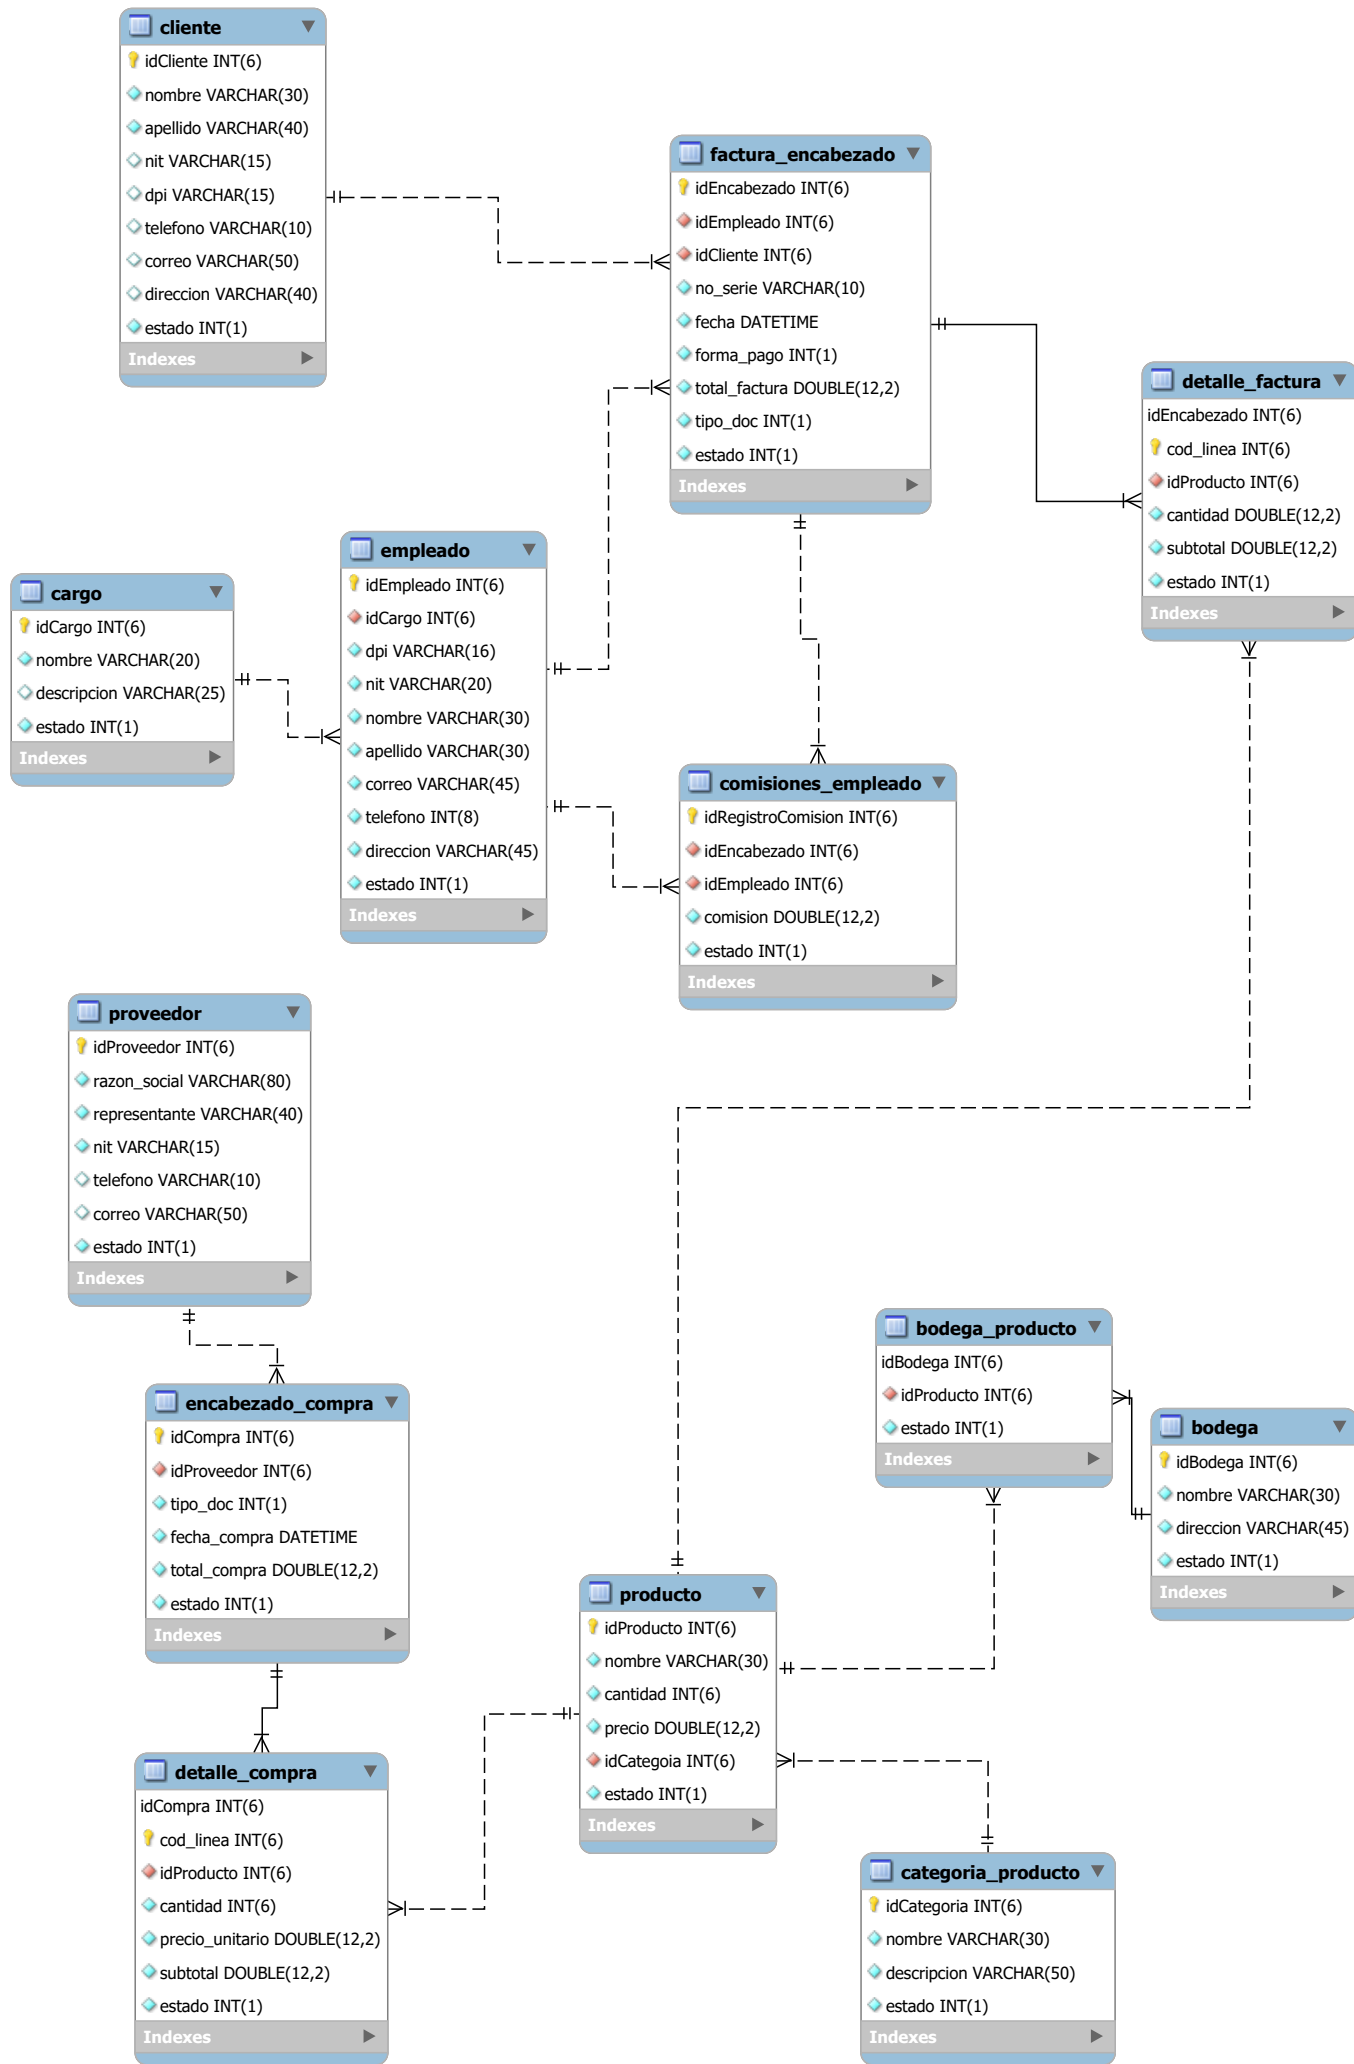 cliente
idCliente INT(6)
nombre VARCHAR(30)
apellido VARCHAR(40)
nit VARCHAR(15)
dpi VARCHAR(15)
telefono VARCHAR(10)
correo VARCHAR(50)
direccion VARCHAR(40)
estado INT(1)
Indexes
factura_encabezado
idEncabezado INT(6)
idEmpleado INT(6)
idCliente INT(6)
no_serie VARCHAR(10)
fecha DATETIME
forma_pago INT(1)
total_factura DOUBLE(12,2)
tipo_doc INT(1)
estado INT(1)
Indexes
detalle_factura
idEncabezado INT(6)
cod_linea INT(6)
idProducto INT(6)
cantidad DOUBLE(12,2)
subtotal DOUBLE(12,2)
estado INT(1)
Indexes
empleado
idEmpleado INT(6)
idCargo INT(6)
dpi VARCHAR(16)
nit VARCHAR(20)
nombre VARCHAR(30)
apellido VARCHAR(30)
correo VARCHAR(45)
telefono INT(8)
direccion VARCHAR(45)
estado INT(1)
Indexes
cargo
idCargo INT(6)
nombre VARCHAR(20)
descripcion VARCHAR(25)
estado INT(1)
Indexes
comisiones_empleado
idRegistroComision INT(6)
idEncabezado INT(6)
idEmpleado INT(6)
comision DOUBLE(12,2)
estado INT(1)
Indexes
proveedor
idProveedor INT(6)
razon_social VARCHAR(80)
representante VARCHAR(40)
nit VARCHAR(15)
telefono VARCHAR(10)
correo VARCHAR(50)
estado INT(1)
Indexes
bodega_producto
idBodega INT(6)
idProducto INT(6)
estado INT(1)
Indexes
encabezado_compra
idCompra INT(6)
idProveedor INT(6)
tipo_doc INT(1)
fecha_compra DATETIME
total_compra DOUBLE(12,2)
estado INT(1)
Indexes
bodega
idBodega INT(6)
nombre VARCHAR(30)
direccion VARCHAR(45)
estado INT(1)
Indexes
producto
idProducto INT(6)
nombre VARCHAR(30)
cantidad INT(6)
precio DOUBLE(12,2)
idCategoia INT(6)
estado INT(1)
Indexes
detalle_compra
idCompra INT(6)
cod_linea INT(6)
idProducto INT(6)
cantidad INT(6)
precio_unitario DOUBLE(12,2)
subtotal DOUBLE(12,2)
estado INT(1)
Indexes
categoria_producto
idCategoria INT(6)
nombre VARCHAR(30)
descripcion VARCHAR(50)
estado INT(1)
Indexes